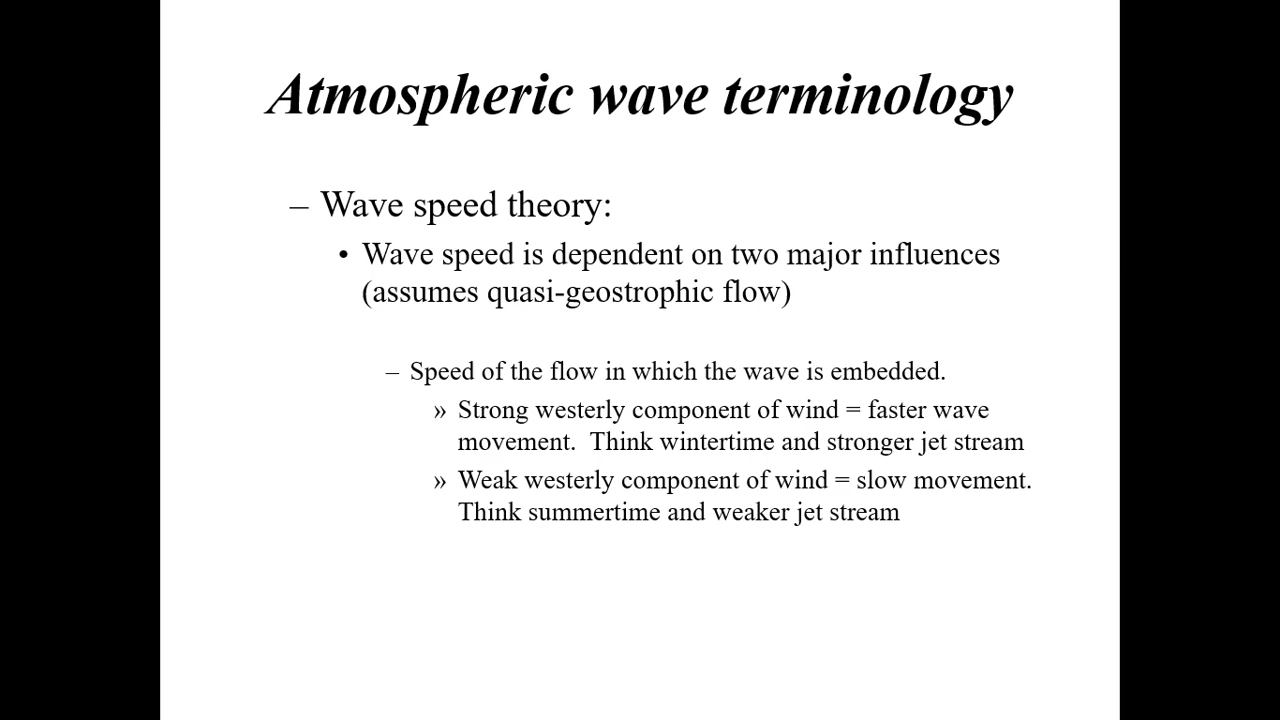 Atmospheric wave terminology
– Wave speed theory:
• Wave speed is dependent on two major influences
(assumes quasi-geostrophic flow)
– Speed of the flow in which the wave is embedded.
» Strong westerly component of wind = faster wave
movement.  Think wintertime and stronger jet stream
» Weak westerly component of wind = slow movement.
Think summertime and weaker jet stream